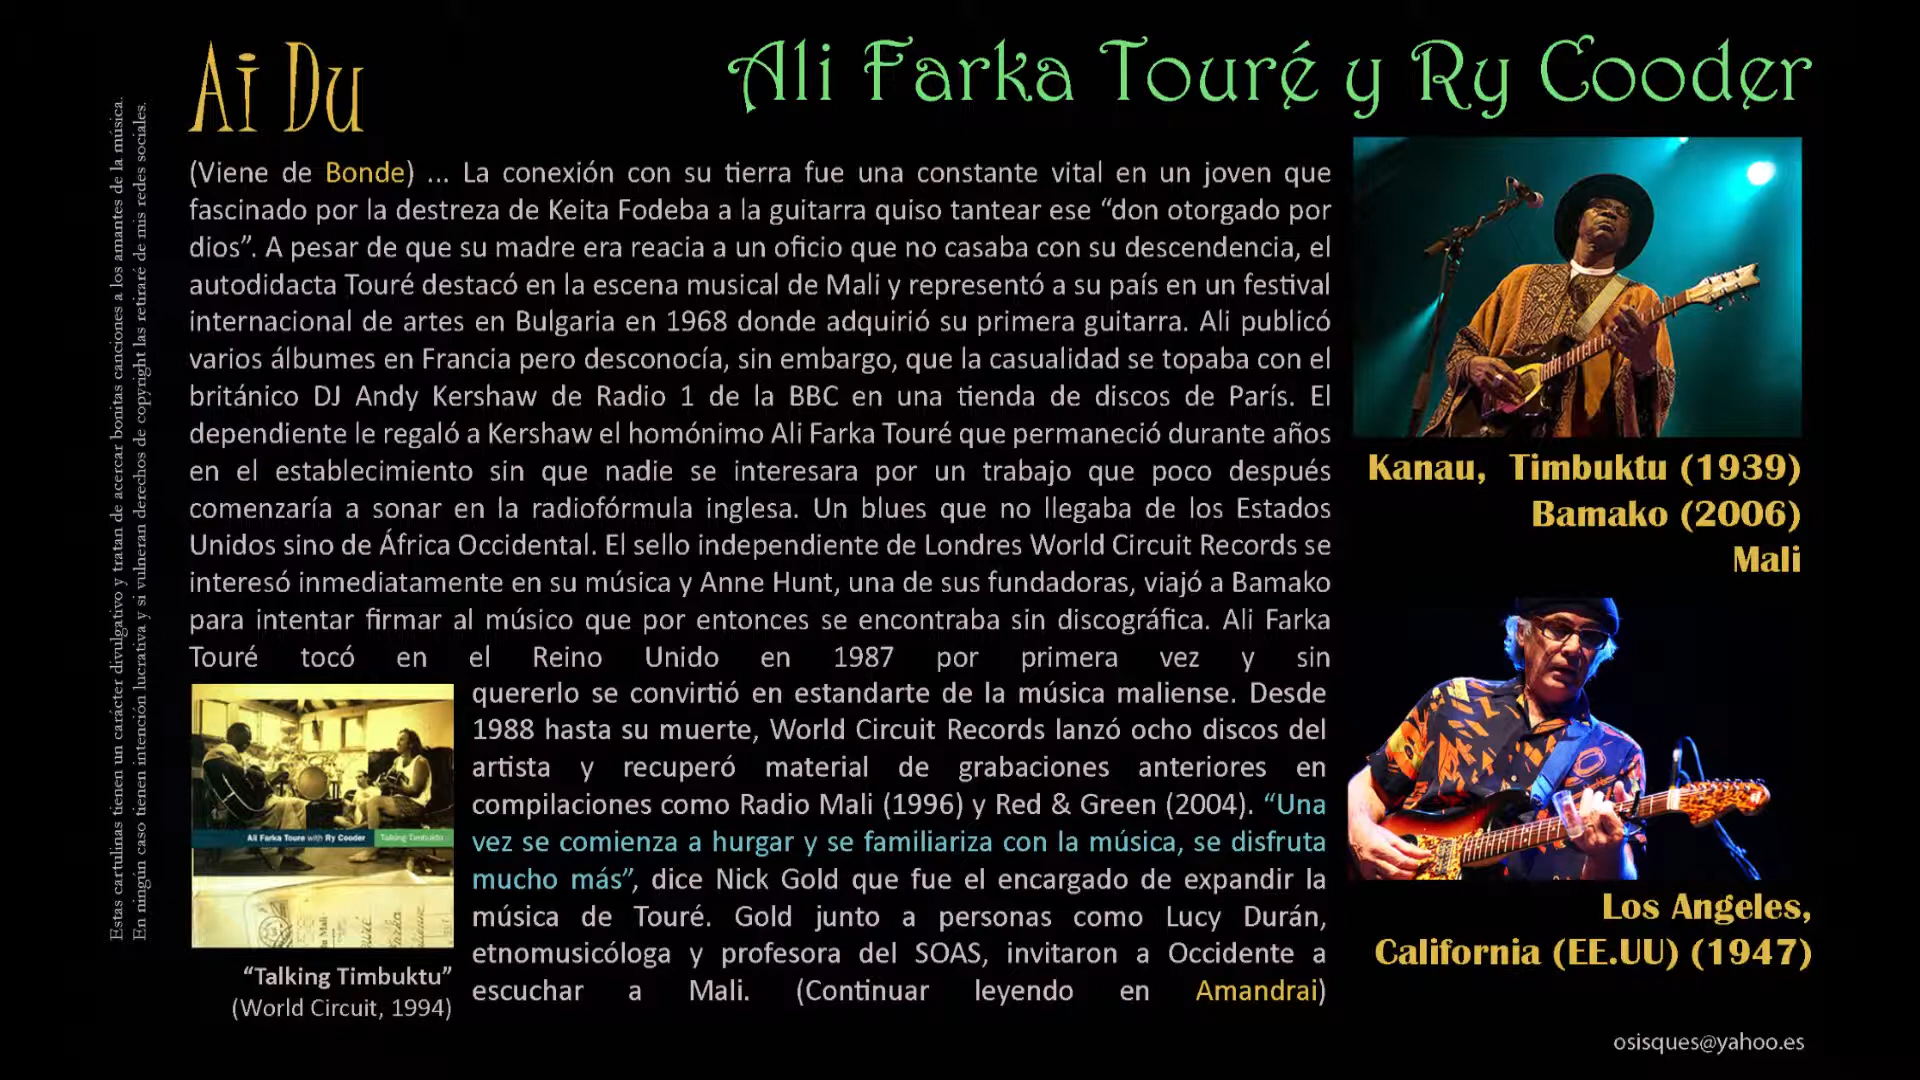 Ai Du
Ali Farka Touré y Ry Cooder
Estas cartulinas tienen un carácter divulgativo y tratan de acercar bonitas canciones a los amantes de la música.
En ningún caso tienen intención lucrativa y si vulneran derechos de copyright las retiraré de mis redes sociales.
(Viene de Bonde) ... La conexión con su tierra fue una constante vital en un joven que
fascinado por la destreza de Keita Fodeba a la guitarra quiso tantear ese “don otorgado por
dios”. A pesar de que su madre era reacia a un oficio que no casaba con su descendencia, el
autodidacta Touré destacó en la escena musical de Mali y representó a su país en un festival
internacional de artes en Bulgaria en 1968 donde adquirió su primera guitarra. Ali publicó
varios álbumes en Francia pero desconocía, sin embargo, que la casualidad se topaba con el
británico DJ Andy Kershaw de Radio 1 de la BBC en una tienda de discos de París. El
dependiente le regaló a Kershaw el homónimo Ali Farka Touré que permaneció durante años
en el establecimiento sin que nadie se interesara por un trabajo que poco después
comenzaría a sonar en la radiofórmula inglesa. Un blues que no llegaba de los Estados
Unidos sino de África Occidental. El sello independiente de Londres World Circuit Records se
interesó inmediatamente en su música y Anne Hunt, una de sus fundadoras, viajó a Bamako
para intentar firmar al músico que por entonces se encontraba sin discográfica. Ali Farka
Touré tocó en el Reino Unido en 1987 por primera vez y sin
quererlo se convirtió en estandarte de la música maliense. Desde
1988 hasta su muerte, World Circuit Records lanzó ocho discos del
artista y recuperó material de grabaciones anteriores en
compilaciones como Radio Mali (1996) y Red & Green (2004). “Una
vez se comienza a hurgar y se familiariza con la música, se disfruta
mucho más”, dice Nick Gold que fue el encargado de expandir la
música de Touré. Gold junto a personas como Lucy Durán,
etnomusicóloga y profesora del SOAS, invitaron a Occidente a
escuchar a Mali. (Continuar leyendo en Amandrai)
Ali Farka Toure with Ry Cooder Talking Timbuktu
“Talking Timbuktu”
(World Circuit, 1994)
Kanau, Timbuktu (1939)
Bamako (2006)
Mali
Los Angeles,
California (EE.UU) (1947)
osisques@yahoo.es